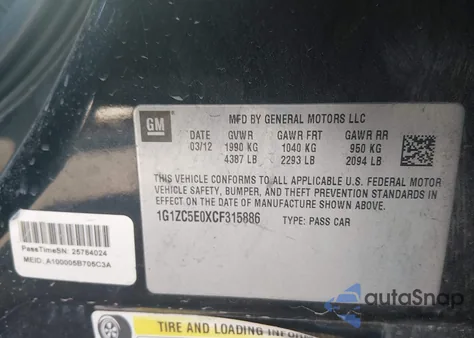 GM
MFD BY GENERAL MOTORS LLC
03/12 GVWR GAWR FRT GAWR RR
1990 KG 1040 KG 950 KG
4387 LB 2293 LB 2094 LB
THIS VEHICLE CONFORMS TO ALL APPLICABLE U.S. FEDERAL MOTOR
VEHICLE SAFETY, BUMPER, AND THEFT PREVENTION STANDARDS
IN EFFECT ON THE DATE OF MANUFACTURE SHOWN ABOVE.
1G1ZC5E0XCF315886 TYPE: PASS CAR
PassTimeSN: 25784024
MEID: A100005B705C3A
autoSnap
TIRE AND LOADING INFORMA